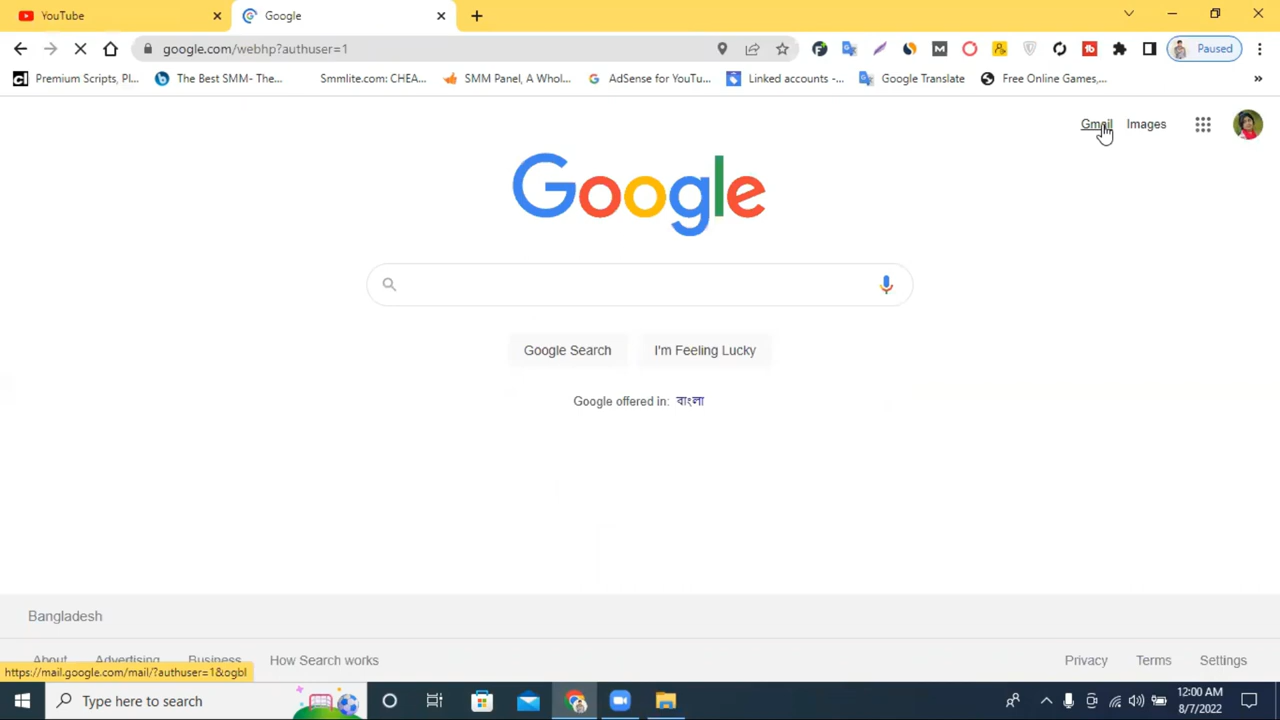 YouTube
Google
google.com/webhp?authuser=1
Paused
Premium Scripts, Pl...
The Best SMM- The...
Smmlite.com: CHEA...
SMM Panel, A Whol...
AdSense for YouTu...
Linked accounts -...
Google Translate
Free Online Games,...
Gmail
Images
Google
Google Search
I'm Feeling Lucky
Google offered in: বাংলা
Bangladesh
About
Advertising
Business
How Search works
Privacy
Terms
Settings
https://mail.google.com/mail/?authuser=1&ogbl
Type here to search
12:00 AM
8/7/2022